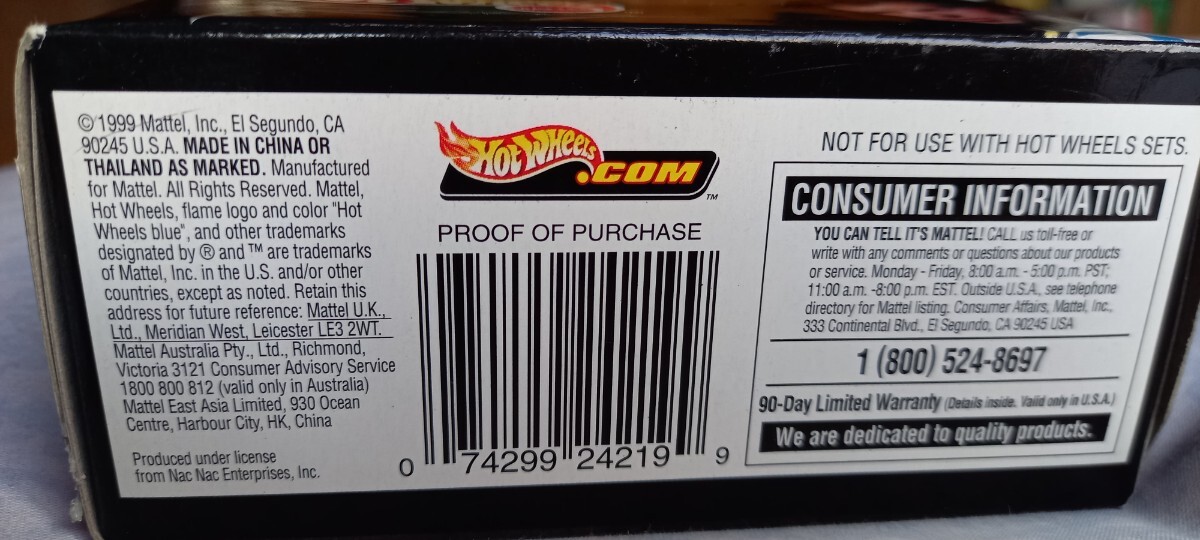 © 1999 Mattel, Inc., El Segundo, CA
90245 U.S.A. MADE IN CHINA OR
THAILAND AS MARKED. Manufactured
for Mattel. All Rights Reserved. Mattel,
Hot Wheels, flame logo and color "Hot
Wheels blue", and other trademarks
designated by ® and ™ are trademarks
of Mattel, Inc. in the U.S. and/or other
countries, except as noted. Retain this
address for future reference: Mattel U.K.,
Ltd., Meridian West, Leicester LE3 2WT.
Mattel Australia Pty., Ltd., Richmond,
Victoria 3121 Consumer Advisory Service
1800 800 812 (valid only in Australia)
Mattel East Asia Limited, 930 Ocean
Centre, Harbour City, HK, China
Produced under license
from Nac Nac Enterprises, Inc.
HOT WHEELS
.COM™
PROOF OF PURCHASE
0 74299 24219 9
NOT FOR USE WITH HOT WHEELS SETS.
CONSUMER INFORMATION
YOU CAN TELL IT'S MATTEL! CALL us toll-free or
write with any comments or questions about our products
or service. Monday - Friday, 8:00 a.m. - 5:00 p.m. PST;
11:00 a.m. -8:00 p.m. EST. Outside U.S.A., see telephone
directory for Mattel listing. Consumer Affairs, Mattel, Inc.,
333 Continental Blvd., El Segundo, CA 90245 USA
1 (800) 524-8697
90-Day Limited Warranty (Details inside. Valid only in U.S.A.)
We are dedicated to quality products.